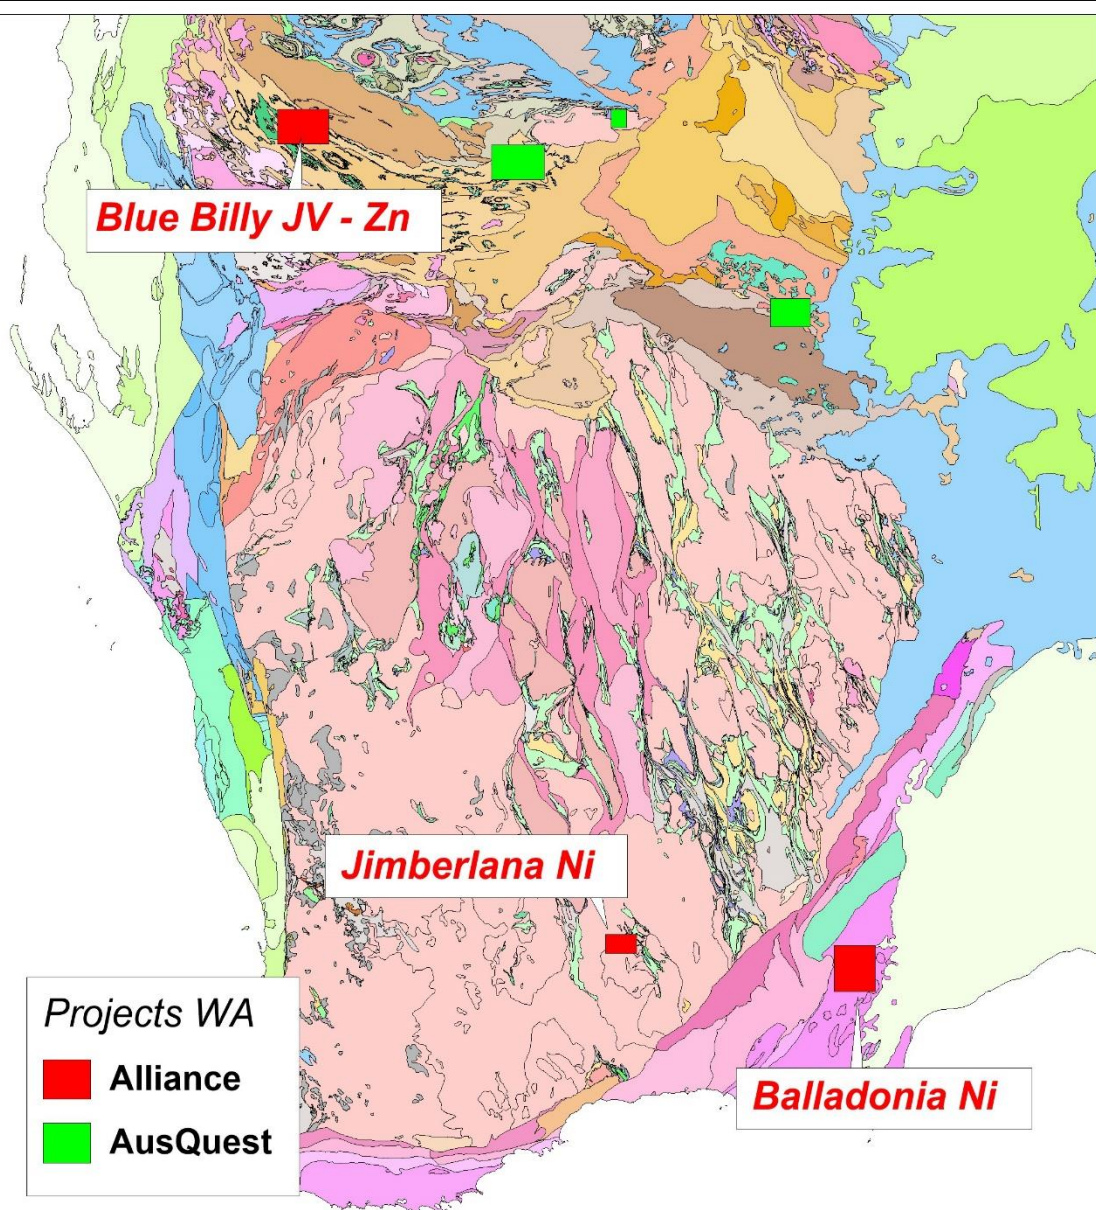 Blue Billy JV - Zn
Jimberlana Ni
Balladonia Ni
Projects WA
Alliance
AusQuest